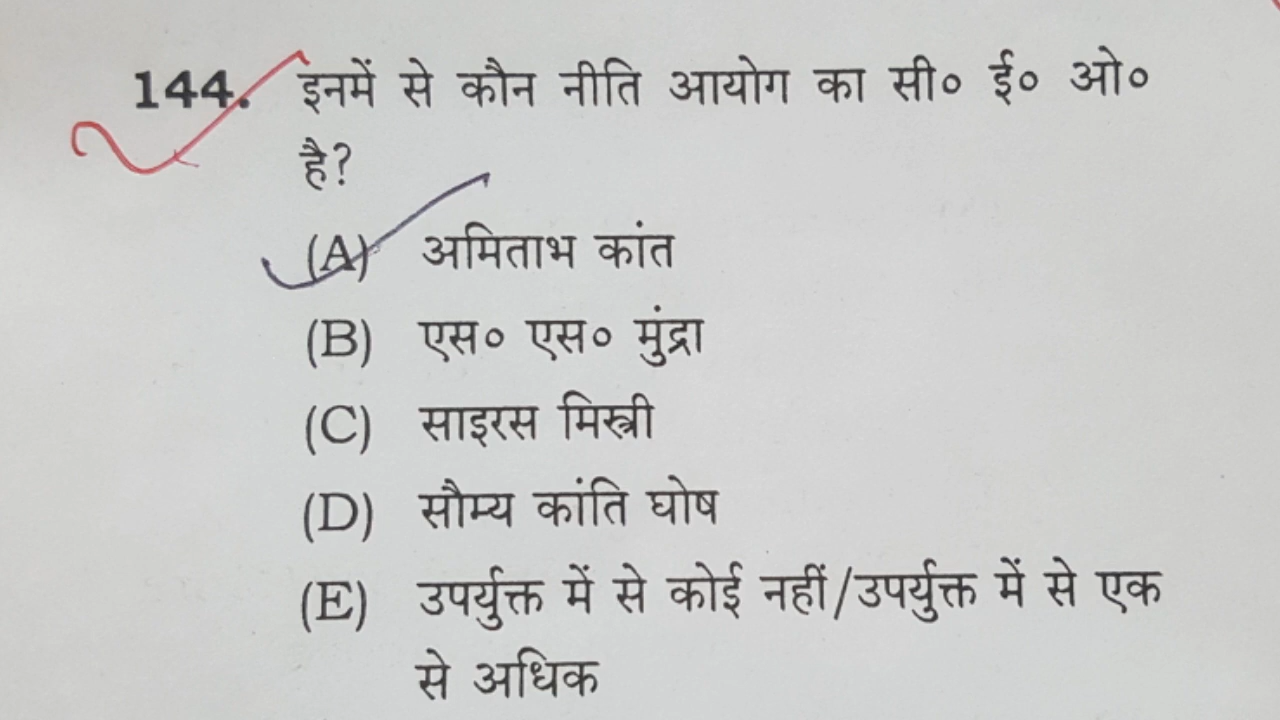 144. इनमें से कौन नीति आयोग का सी० ई० ओ०
है?
(A) अमिताभ कांत
(B) एस० एस० मुंद्रा
(C) साइरस मिस्त्री
(D) सौम्य कांति घोष
(E) उपर्युक्त में से कोई नहीं/उपर्युक्त में से एक
से अधिक